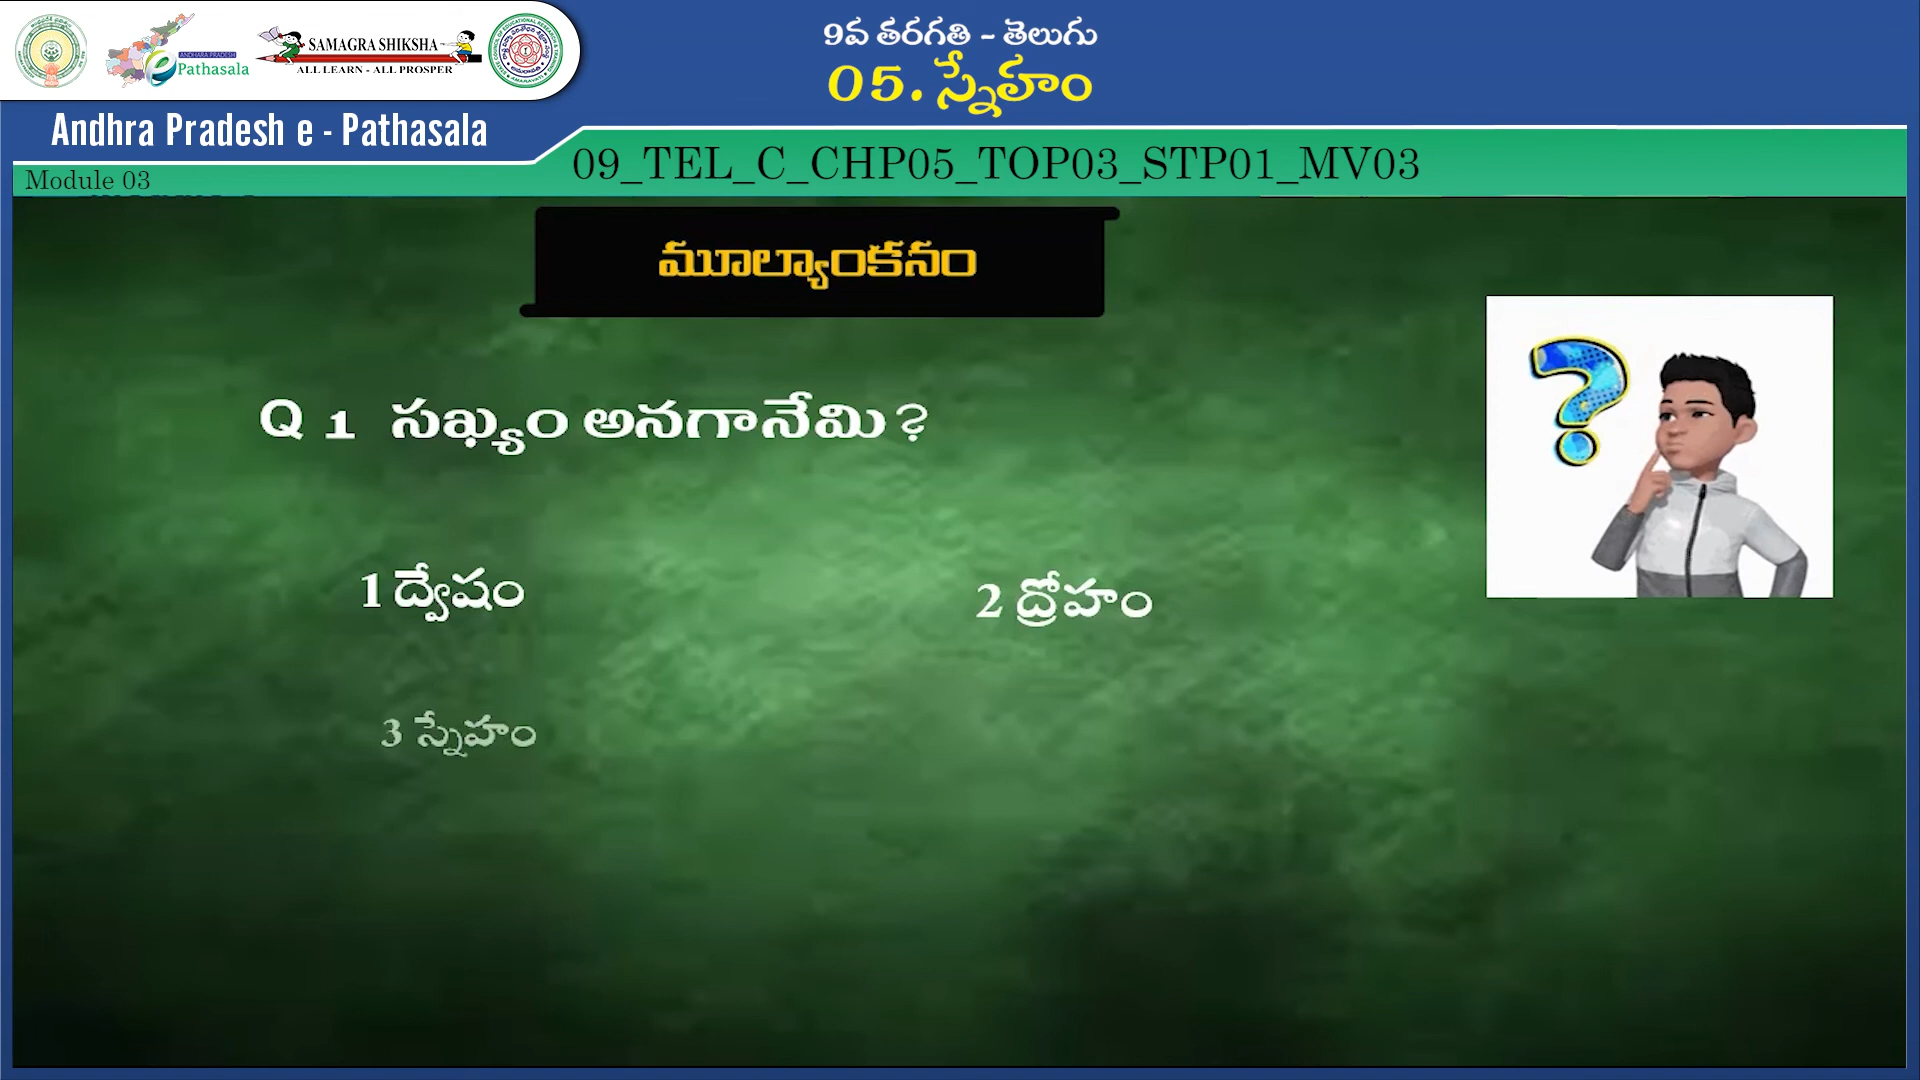 ANDHRA PRADESH
e Pathasala
SAMAGRA SHIKSHA
ALL LEARN - ALL PROSPER
Andhra Pradesh e - Pathasala
9వ తరగతి - తెలుగు
05. స్నేహం
Module 03
09_TEL_C_CHP05_TOP03_STP01_MV03
మూల్యాంకనం
Q 1 సఖ్యం అనగానేమి ?
1 ద్వేషం
2 ద్రోహం
3 స్నేహం